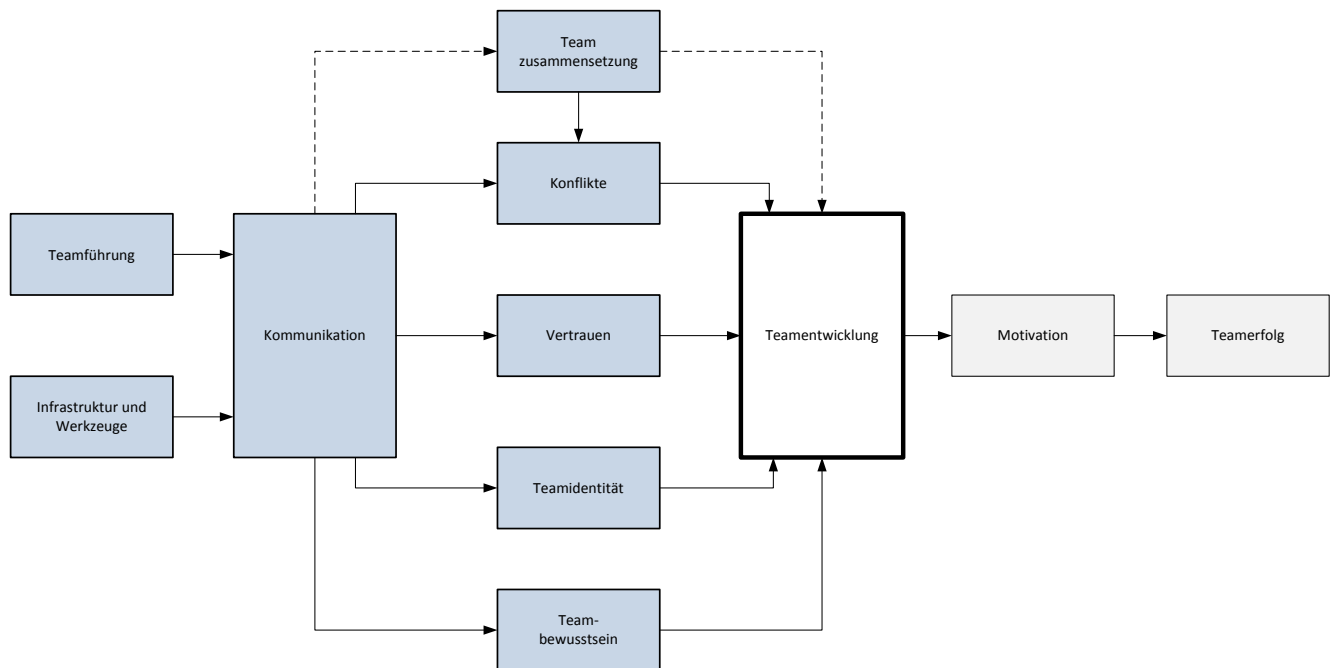 Team
zusammensetzung
Konflikte
Teamführung
Kommunikation
Infrastruktur und
Werkzeuge
Vertrauen
Teamentwicklung
Motivation
Teamerfolg
Teamidentität
Team-
bewusstsein